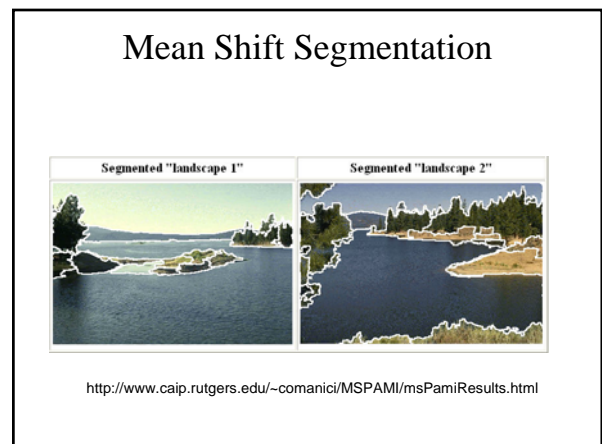 Mean Shift Segmentation
Segmented "landscape 1"
Segmented "landscape 2"
http://www.caip.rutgers.edu/~comanici/MSPAMI/msPamiResults.html